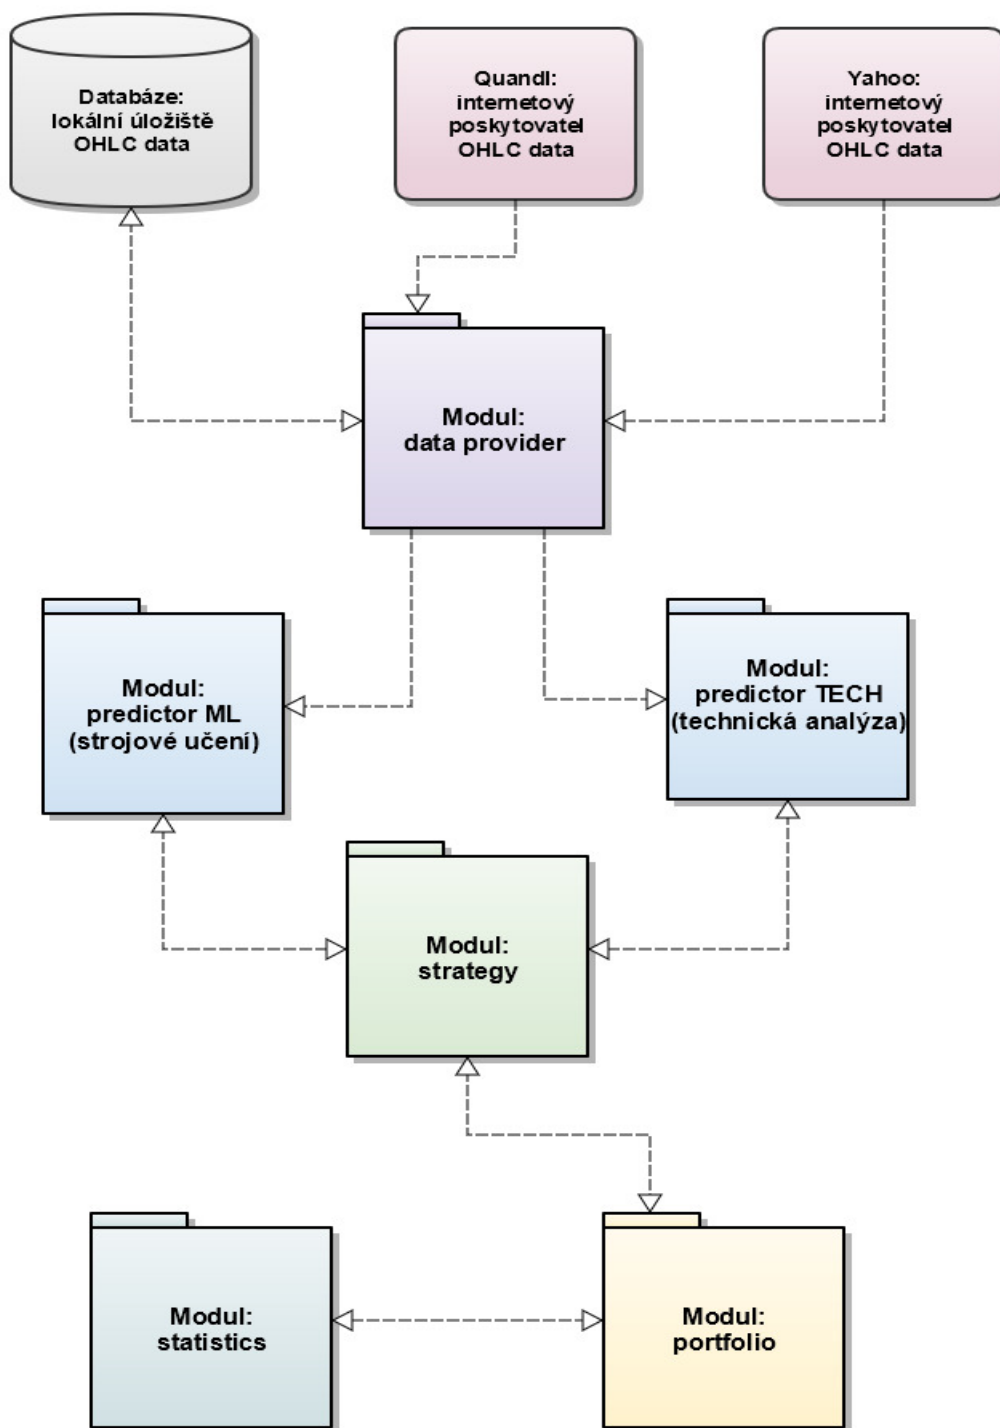 Databáze:
lokální úložiště
OHLC data
Quandl:
internetový
poskytovatel
OHLC data
Yahoo:
internetový
poskytovatel
OHLC data
Modul:
data provider
Modul:
predictor ML
(strojové učení)
Modul:
predictor TECH
(technická analýza)
Modul:
strategy
Modul:
statistics
Modul:
portfolio